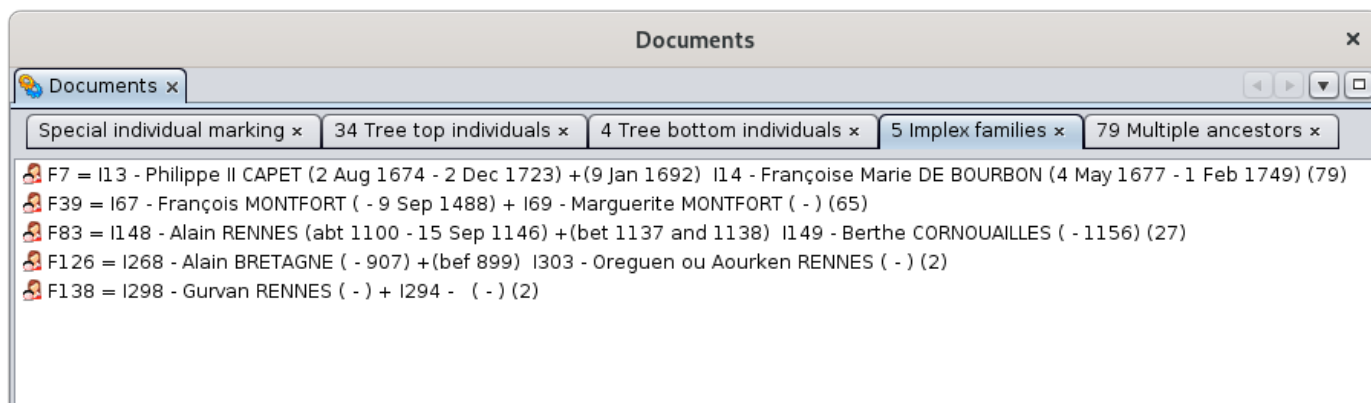 Documents ×
Documents ×
Special individual marking × 34 Tree top individuals × 4 Tree bottom individuals × 5 Implex families × 79 Multiple ancestors ×
F7 = I13 - Philippe II CAPET (2 Aug 1674 - 2 Dec 1723) +(9 Jan 1692)  I14 - Françoise Marie DE BOURBON (4 May 1677 - 1 Feb 1749) (79)
F39 = I67 - François MONTFORT ( - 9 Sep 1488) + I69 - Marguerite MONTFORT ( - ) (65)
F83 = I148 - Alain RENNES (abt 1100 - 15 Sep 1146) +(bet 1137 and 1138)  I149 - Berthe CORNOUAILLES ( - 1156) (27)
F126 = I268 - Alain BRETAGNE ( - 907) +(bef 899)  I303 - Oreguen ou Aourken RENNES ( - ) (2)
F138 = I298 - Gurvan RENNES ( - ) + I294 -   ( - ) (2)